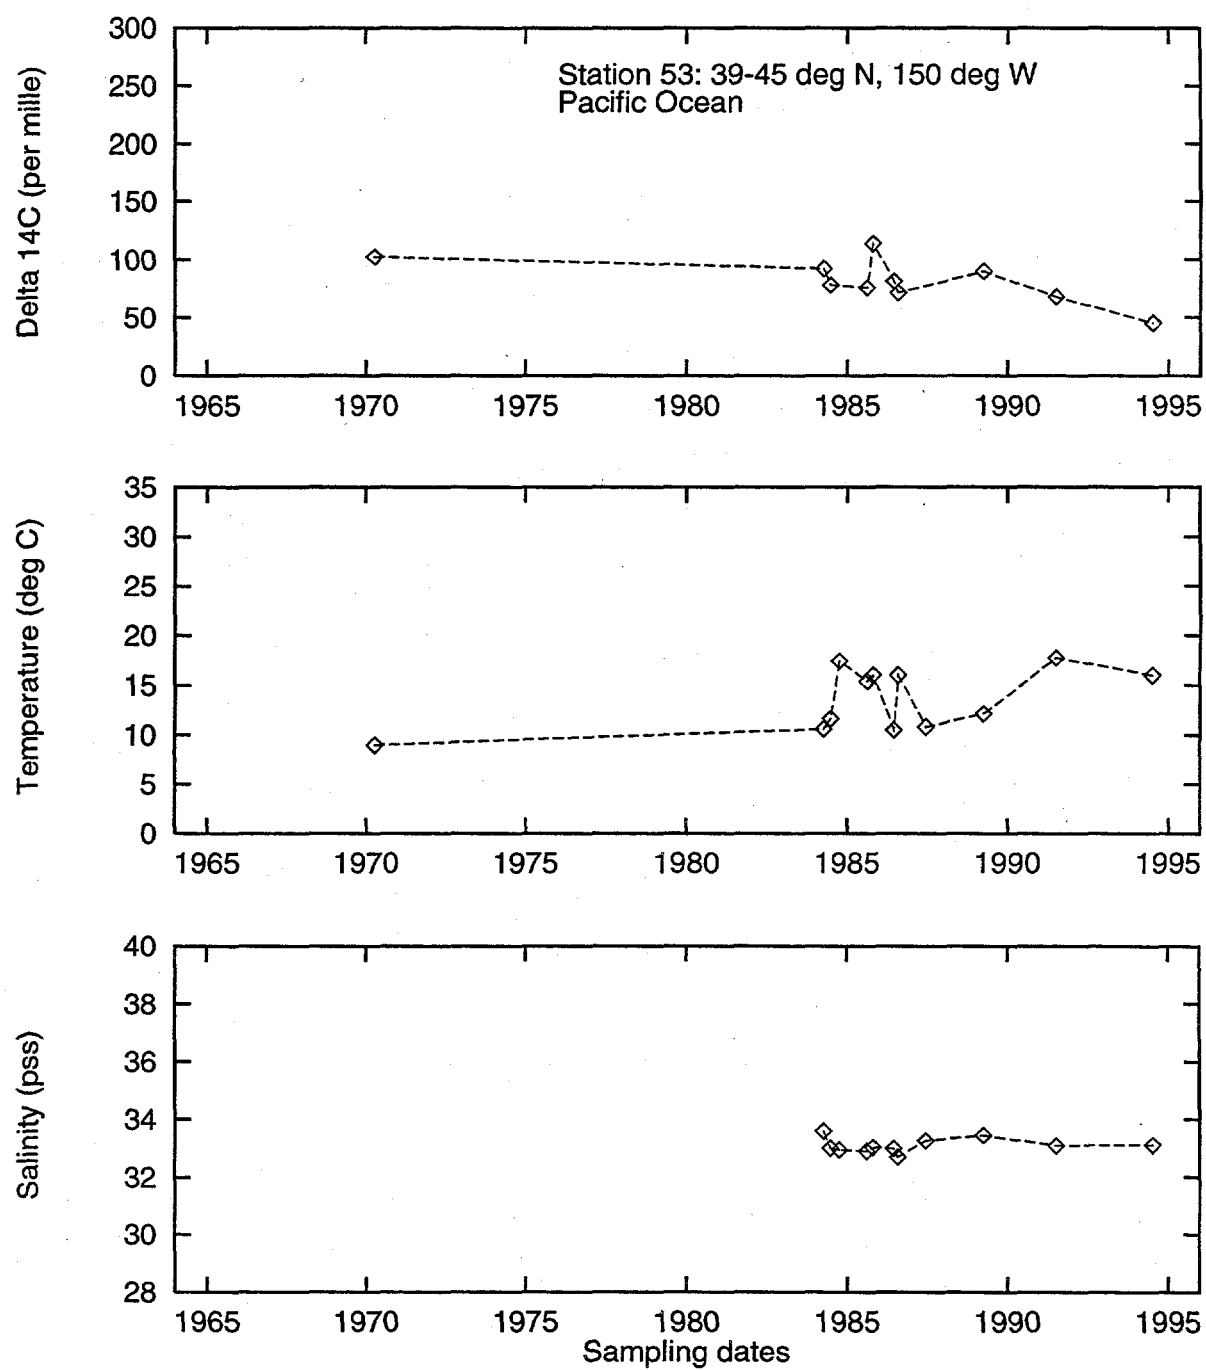 300
Station 53: 39-45 deg N, 150 deg W
Pacific Ocean
250
200
150
100
50
0
Delta 14C (per mille)
1965 1970 1975 1980 1985 1990 1995
35
30
25
20
15
10
5
0
Temperature (deg C)
1965 1970 1975 1980 1985 1990 1995
40
38
36
34
32
30
28
Salinity (pss)
1965 1970 1975 1980 1985 1990 1995
Sampling dates